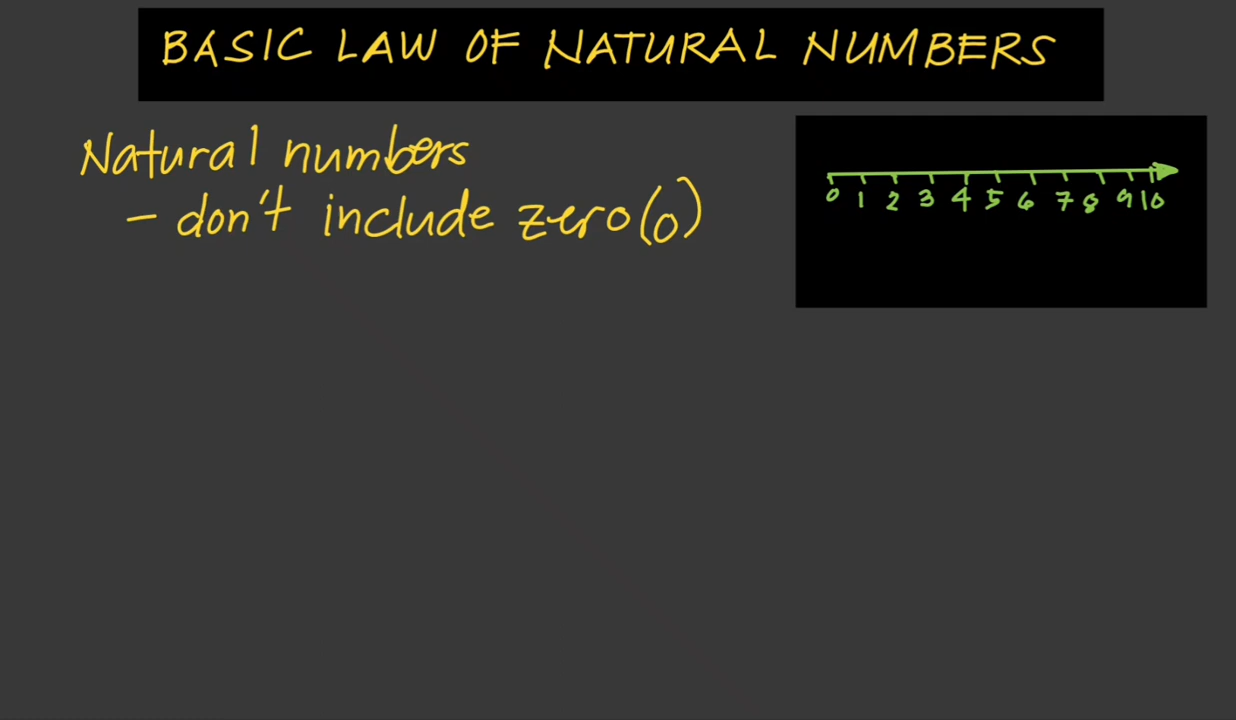 BASIC LAW OF NATURAL NUMBERS
Natural numbers
- don't include zero(0)
0 1 2 3 4 5 6 7 8 9 10